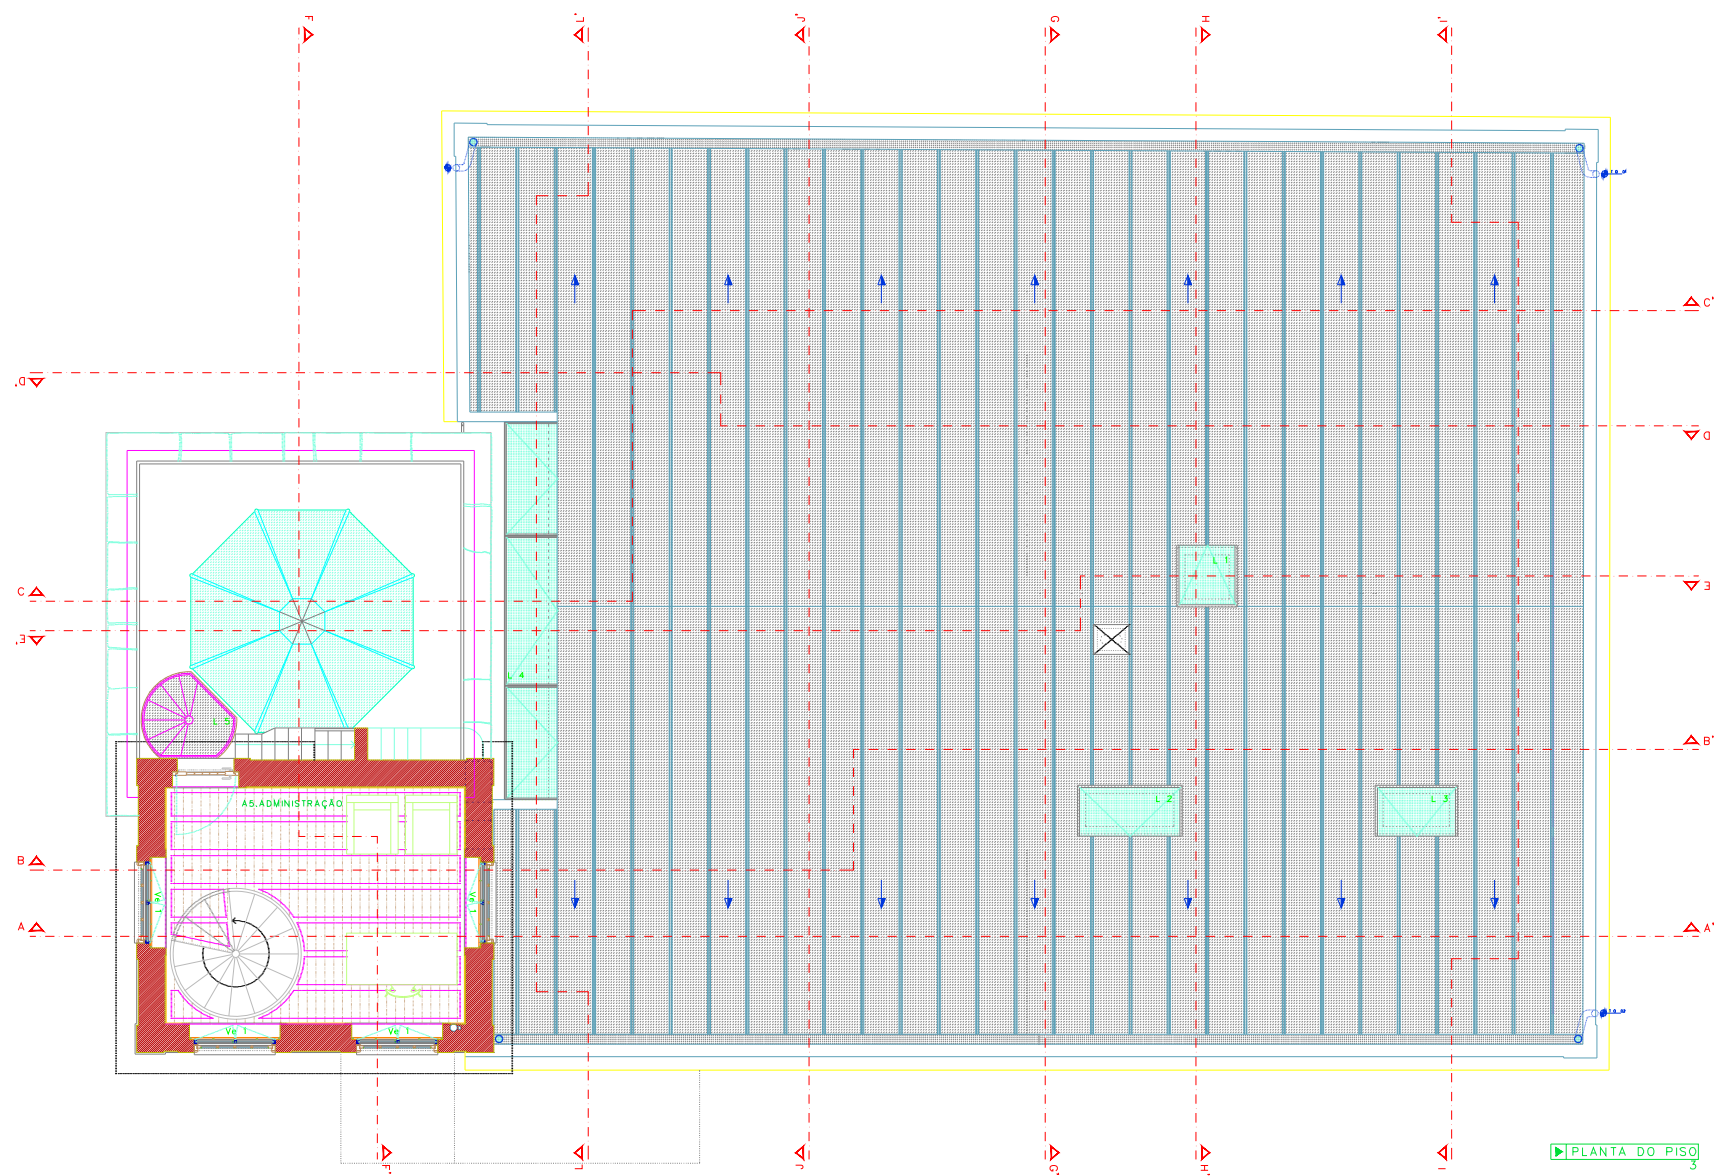 F
L'
J'
G
H
I'
C'
D'
D
L 1
C
E
E'
L 4
L 5
B'
A5.ADMINISTRAÇÃO
L 2
L 3
B
Ve 1
Ve 1
A
A'
Ve 1
Ve 1
F'
L
J
G'
H'
I
PLANTA DO PISO
3